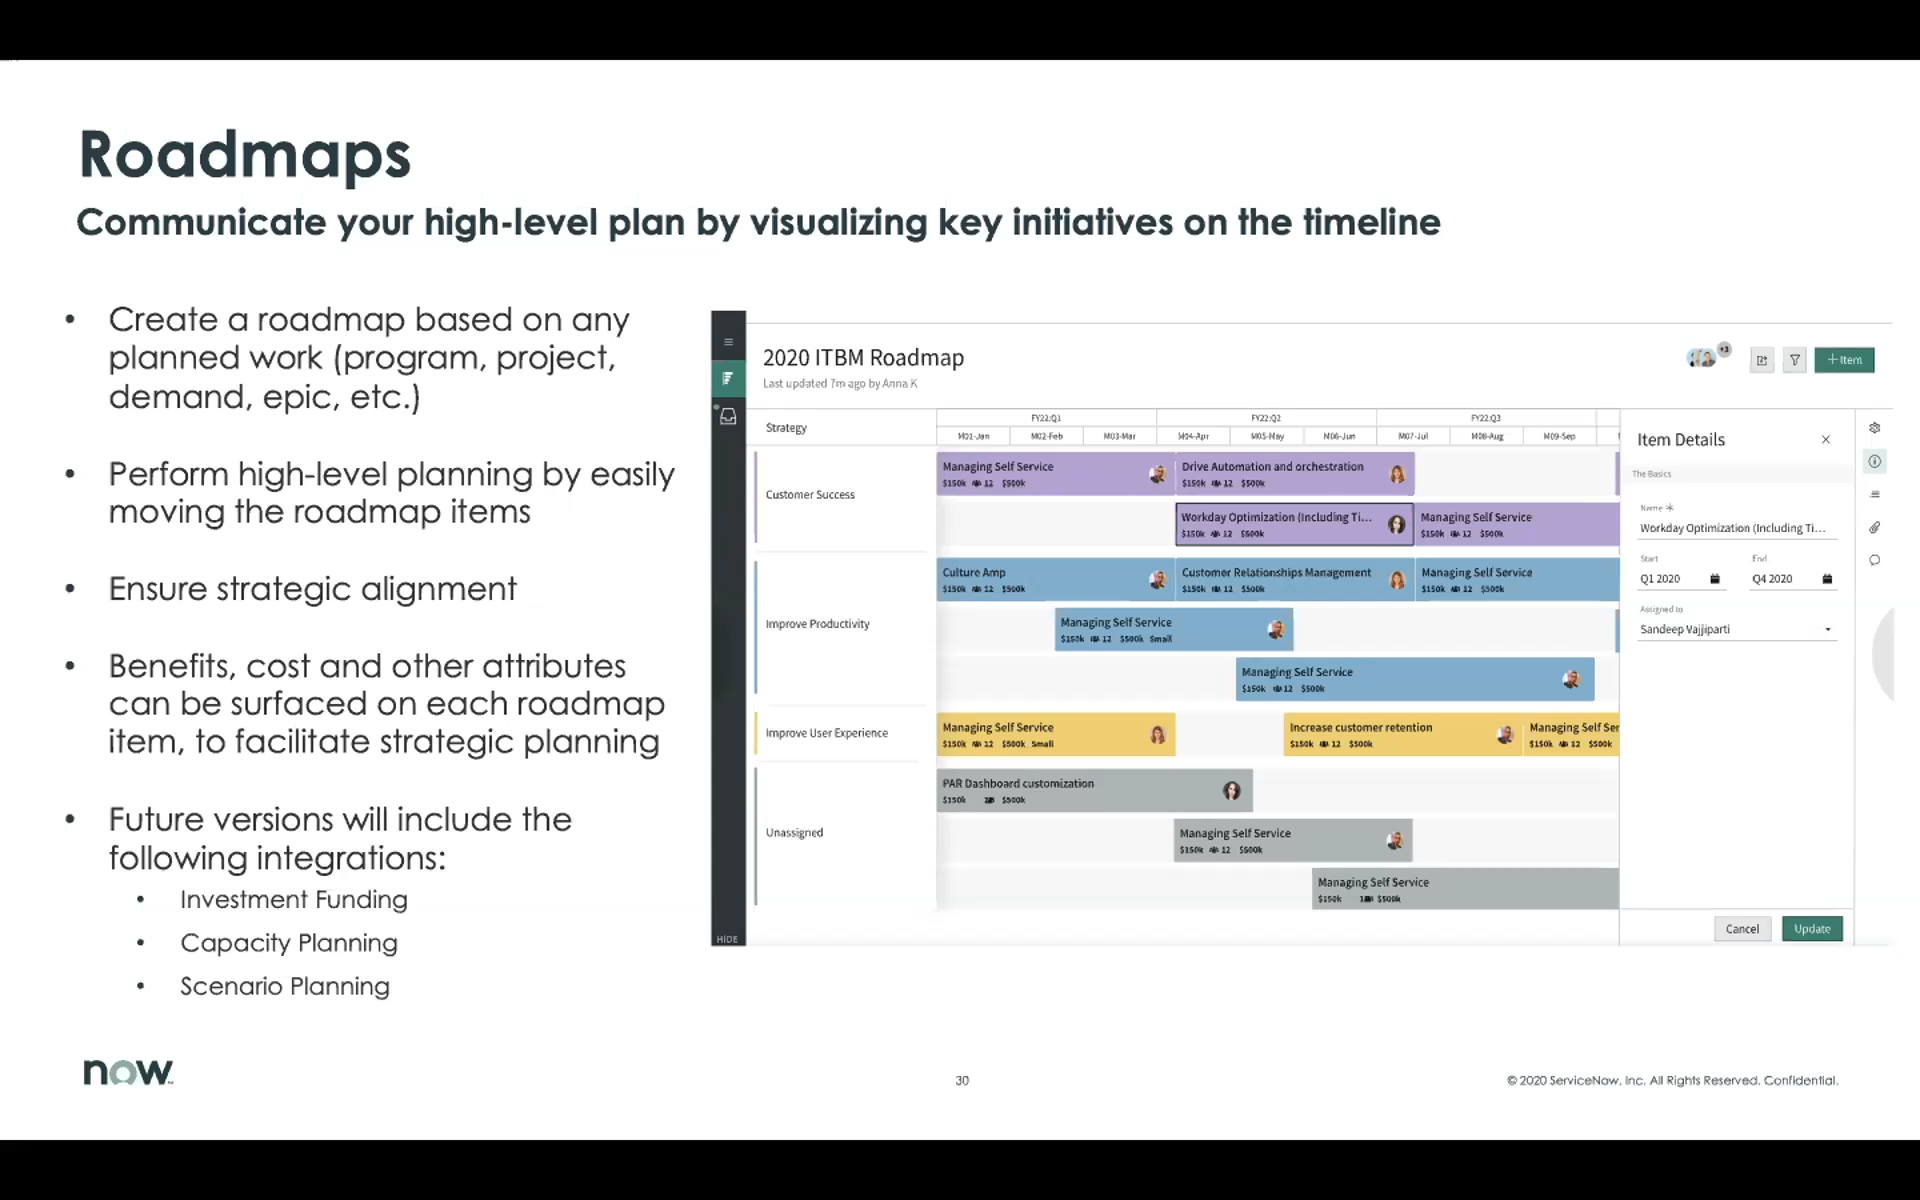 Roadmaps
Communicate your high-level plan by visualizing key initiatives on the timeline
• Create a roadmap based on any
planned work (program, project,
demand, epic, etc.)
• Perform high-level planning by easily
moving the roadmap items
• Ensure strategic alignment
• Benefits, cost and other attributes
can be surfaced on each roadmap
item, to facilitate strategic planning
• Future versions will include the
following integrations:
• Investment Funding
• Capacity Planning
• Scenario Planning
2020 ITBM Roadmap
Last updated 7m ago by Anna K
+3
+Item
Strategy
FY22:Q1 FY22:Q2 FY22:Q3
M01-Jan M02-Feb M03-Mar M04-Apr M05-May M06-Jun M07-Jul M08-Aug M09-Sep
Customer Success
Managing Self Service Drive Automation and orchestration
$150k 12 $500k $150k 12 $500k
Workday Optimization (Including Ti... Managing Self Service
$150k 12 $500k $150k 12 $500k
Improve Productivity
Culture Amp Customer Relationships Management Managing Self Service
$150k 12 $500k $150k 12 $500k $150k 12 $500k
Managing Self Service
$150k 12 $500k Small
Managing Self Service
$150k 12 $500k
Improve User Experience
Managing Self Service Increase customer retention Managing Self Ser
$150k 12 $500k Small $150k 12 $500k $150k 12 $500k
Unassigned
PAR Dashboard customization
$150k $500k
Managing Self Service
$150k 12 $500k
Managing Self Service
$150k $500k
HIDE
Item Details
The Basics
Name
Workday Optimization (Including Ti...
Start End
Q1 2020 Q4 2020
Assigned to
Sandeep Vajjiparti
Cancel Update
now
30
© 2020 ServiceNow, Inc. All Rights Reserved. Confidential.